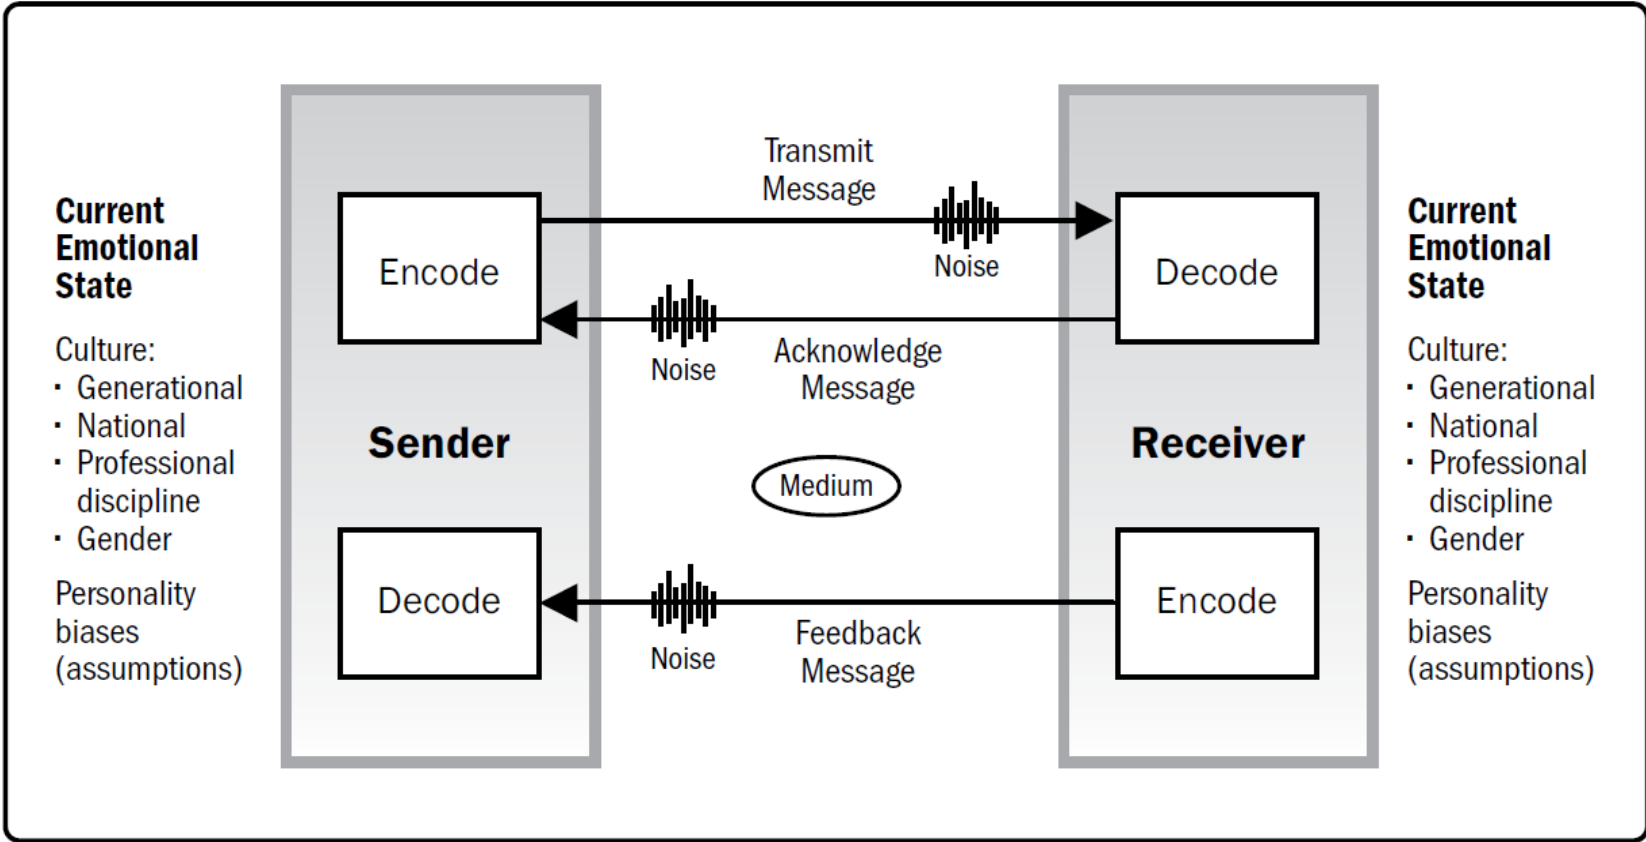 Current
Emotional
State
Culture:
· Generational
· National
· Professional
discipline
· Gender
Personality
biases
(assumptions)
Encode
Sender
Decode
Transmit
Message
Noise
Noise
Acknowledge
Message
Medium
Noise
Feedback
Message
Decode
Receiver
Encode
Current
Emotional
State
Culture:
· Generational
· National
· Professional
discipline
· Gender
Personality
biases
(assumptions)